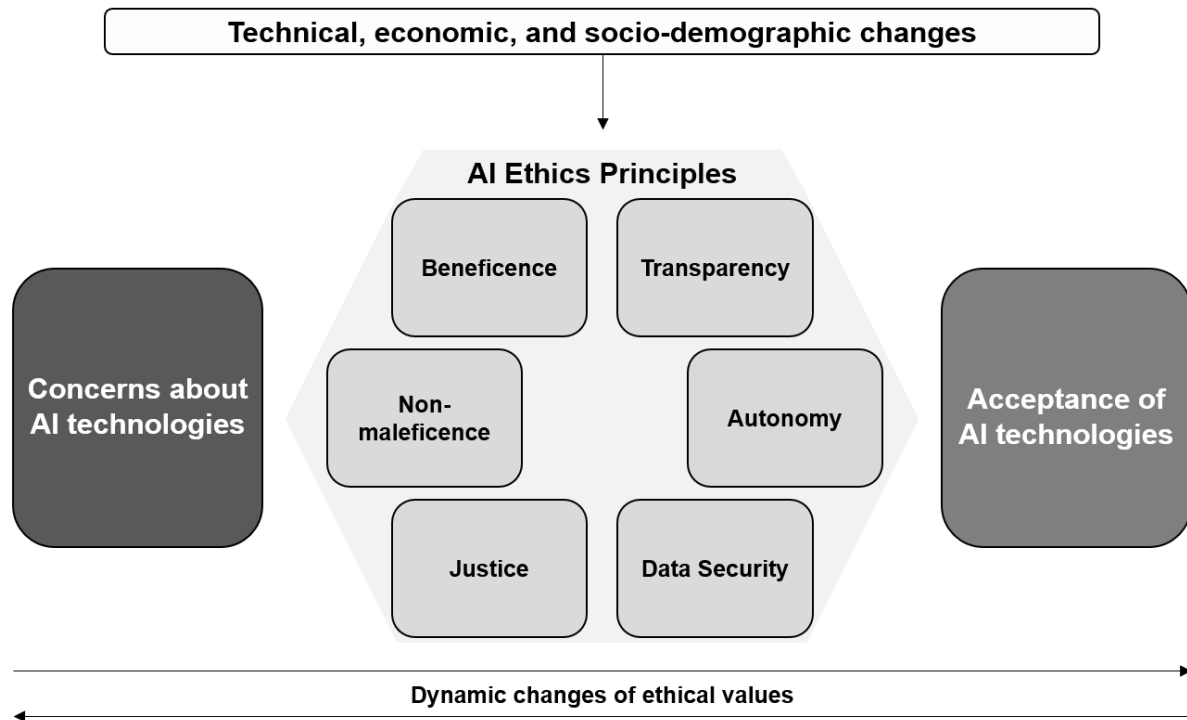 Technical, economic, and socio-demographic changes
AI Ethics Principles
Beneficence
Transparency
Concerns about
AI technologies
Non-
maleficence
Autonomy
Acceptance of
AI technologies
Justice
Data Security
Dynamic changes of ethical values